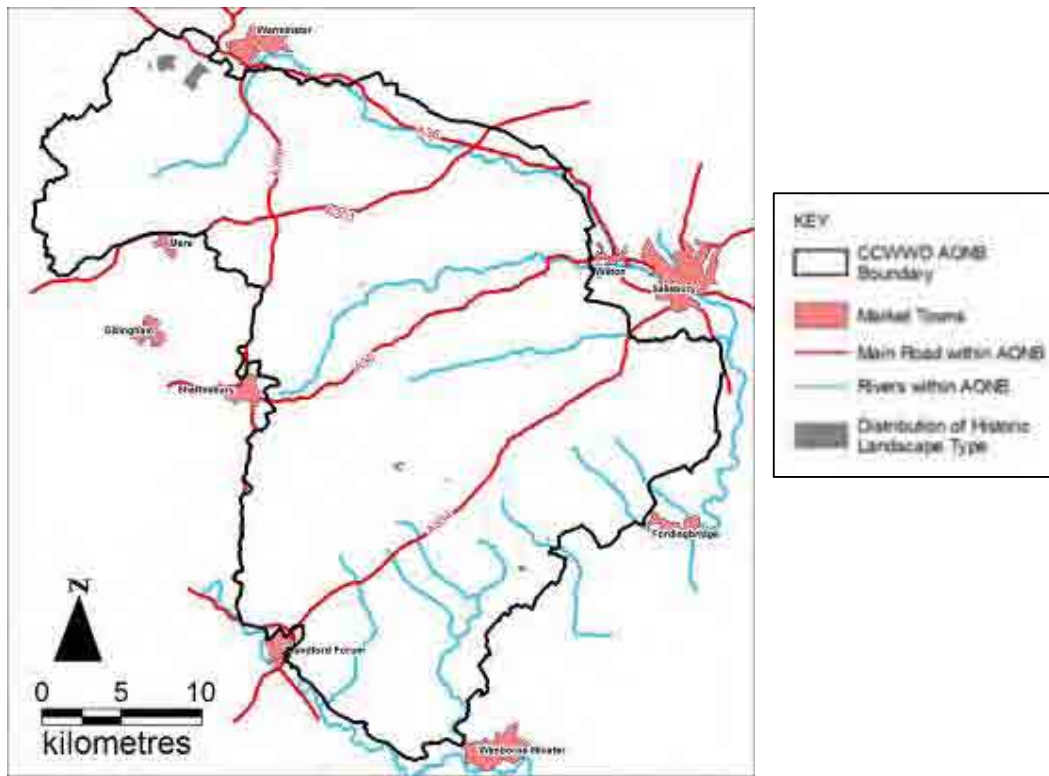 Warminster
A36
A303
Mere
Wilton
Salisbury
Gillingham
A30
Shaftesbury
A354
Fordingbridge
Blandford Forum
Wimborne Minster
N
0 5 10
kilometres
KEY
CCWWD AONB
Boundary
Market Towns
Main Road within AONB
Rivers within AONB
Distribution of Historic
Landscape Type